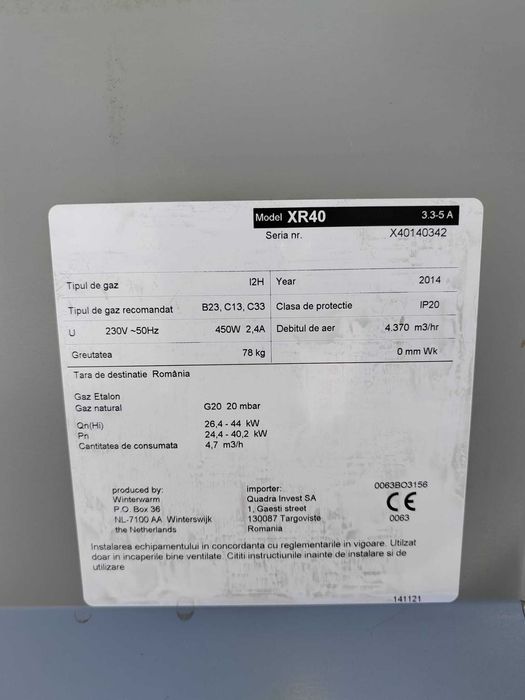 Model XR40 3.3-5 A
Seria nr. X40140342
Tipul de gaz I2H Year 2014
Tipul de gaz recomandat B23, C13, C33 Clasa de protectie IP20
U 230V ~50Hz 450W 2,4A Debitul de aer 4.370 m3/hr
Greutatea 78 kg 0 mm Wk
Tara de destinatie România
Gaz Etalon
Gaz natural G20 20 mbar
Qn(Hi) 26,4 - 44 kW
Pn 24,4 - 40,2 kW
Cantitatea de consumata 4,7 m3/h
produced by:
Winterwarm
P.O. Box 36
NL-7100 AA Winterswijk
the Netherlands
importer:
Quadra Invest SA
1, Gaesti street
130087 Targoviste
Romania
0063BO3156
CE
0063
Instalarea echipamentului in concordanta cu reglementarile in vigoare. Utilizat
doar in incaperile bine ventilate. Cititi instructiunile inainte de instalare si de
utilizare
141121